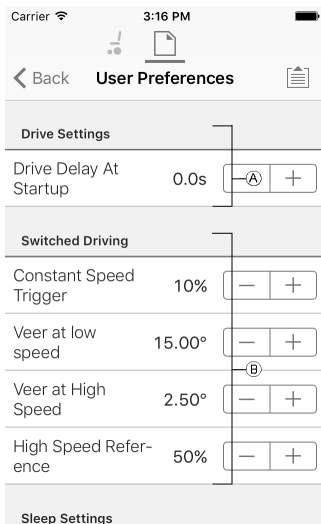 Carrier 3:16 PM
Back User Preferences
Drive Settings
Drive Delay At
Startup
0.0s A +
Switched Driving
Constant Speed
Trigger
10% − +
Veer at low
speed
15.00° − +
Veer at High
Speed
2.50° − +
B
High Speed Refer-
ence
50% − +
Sleep Settings